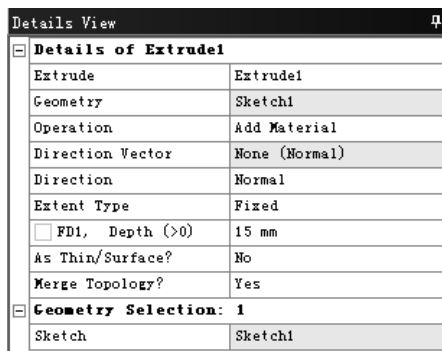 Details View
Details of Extrude1
Extrude Extrude1
Geometry Sketch1
Operation Add Material
Direction Vector None (Normal)
Direction Normal
Extent Type Fixed
FD1, Depth (>0) 15 mm
As Thin/Surface? No
Merge Topology? Yes
Geometry Selection: 1
Sketch Sketch1